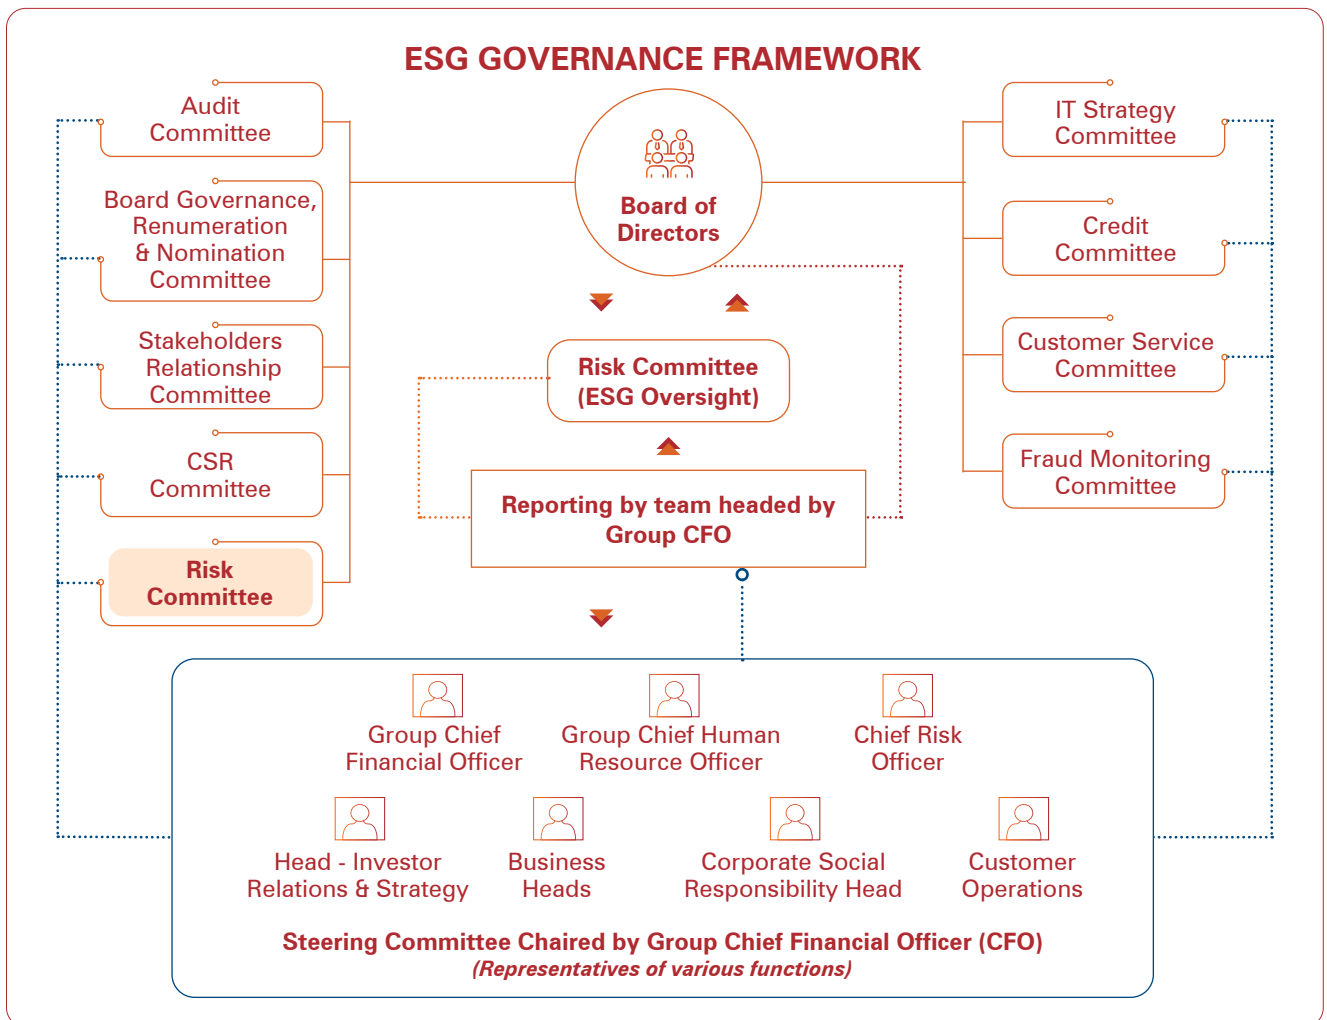 ESG GOVERNANCE FRAMEWORK
Audit
Committee
Board Governance,
Renumeration
& Nomination
Committee
Stakeholders
Relationship
Committee
CSR
Committee
Risk
Committee
Board of
Directors
Risk Committee
(ESG Oversight)
Reporting by team headed by
Group CFO
IT Strategy
Committee
Credit
Committee
Customer Service
Committee
Fraud Monitoring
Committee
Group Chief
Financial Officer
Group Chief Human
Resource Officer
Chief Risk
Officer
Head - Investor
Relations & Strategy
Business
Heads
Corporate Social
Responsibility Head
Customer
Operations
Steering Committee Chaired by Group Chief Financial Officer (CFO)
(Representatives of various functions)